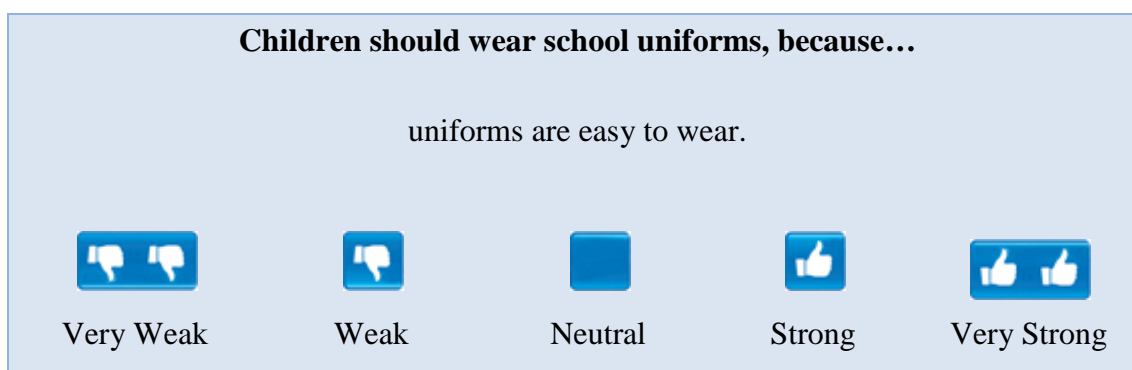 Children should wear school uniforms, because…
uniforms are easy to wear.
Very Weak Weak Neutral Strong Very Strong